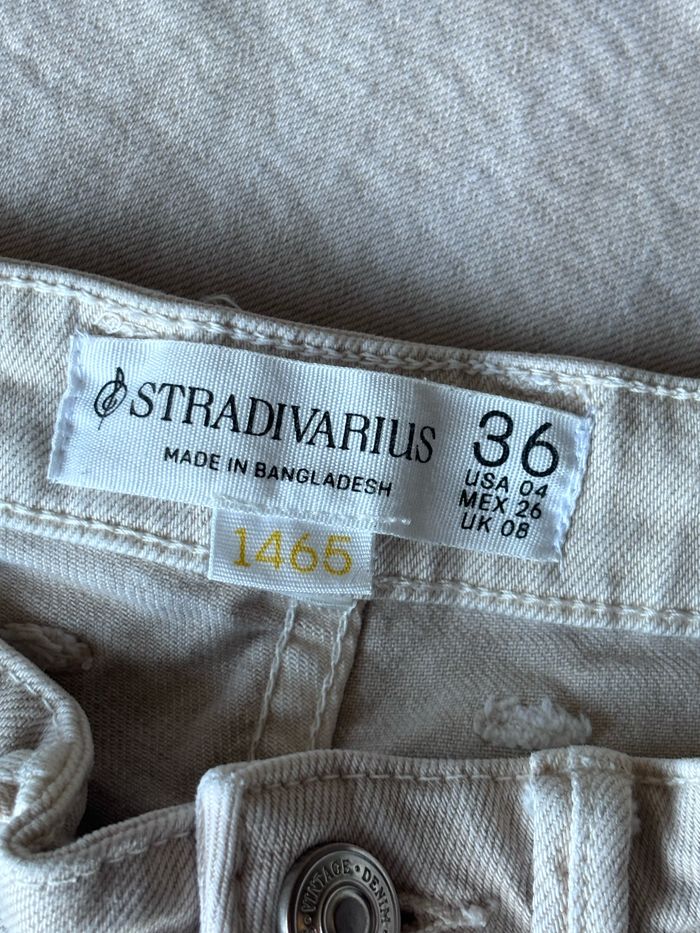 STRADIVARIUS
MADE IN BANGLADESH
36
USA 04
MEX 26
UK 08
1465
VINTAGE • DENIM